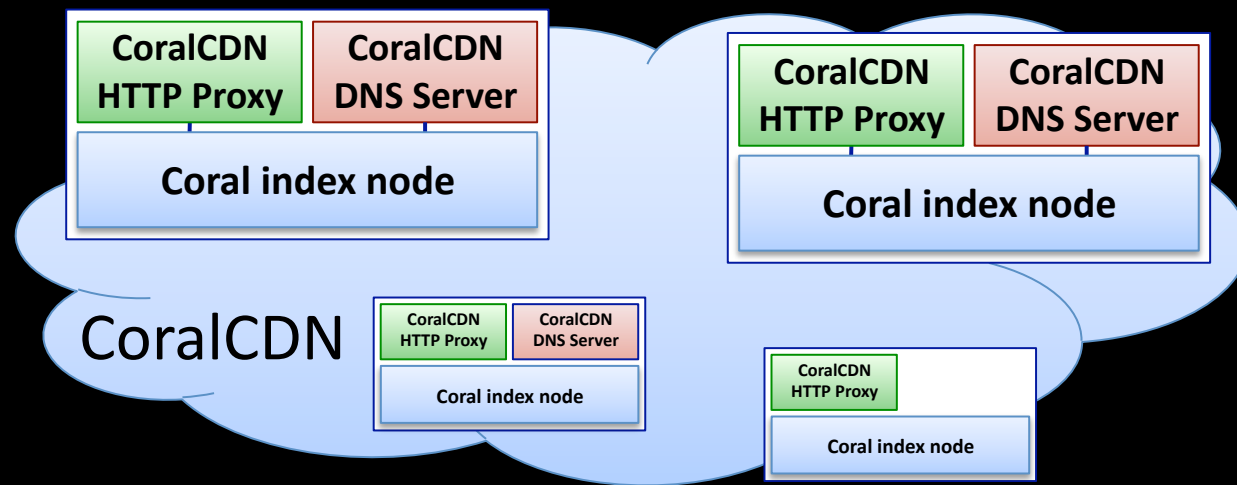 CoralCDN
HTTP Proxy
CoralCDN
DNS Server
Coral index node
CoralCDN
HTTP Proxy
CoralCDN
DNS Server
Coral index node
CoralCDN
CoralCDN
HTTP Proxy
CoralCDN
DNS Server
Coral index node
CoralCDN
HTTP Proxy
Coral index node